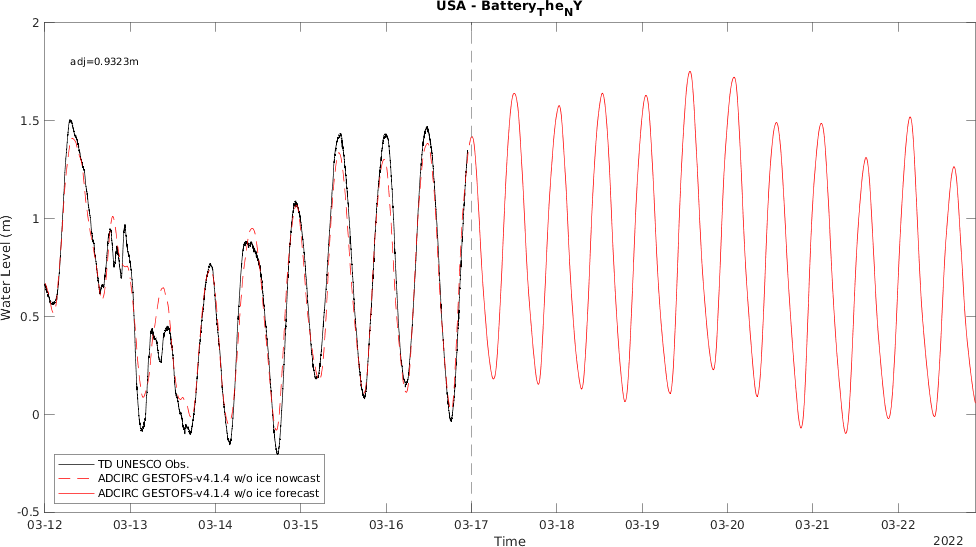 USA - BatteryTheNY
adj=0.9323m
2
1.5
1
0.5
0
-0.5
Water Level (m)
TD UNESCO Obs.
ADCIRC GESTOFS-v4.1.4 w/o ice nowcast
ADCIRC GESTOFS-v4.1.4 w/o ice forecast
03-12 03-13 03-14 03-15 03-16 03-17 03-18 03-19 03-20 03-21 03-22
Time
2022